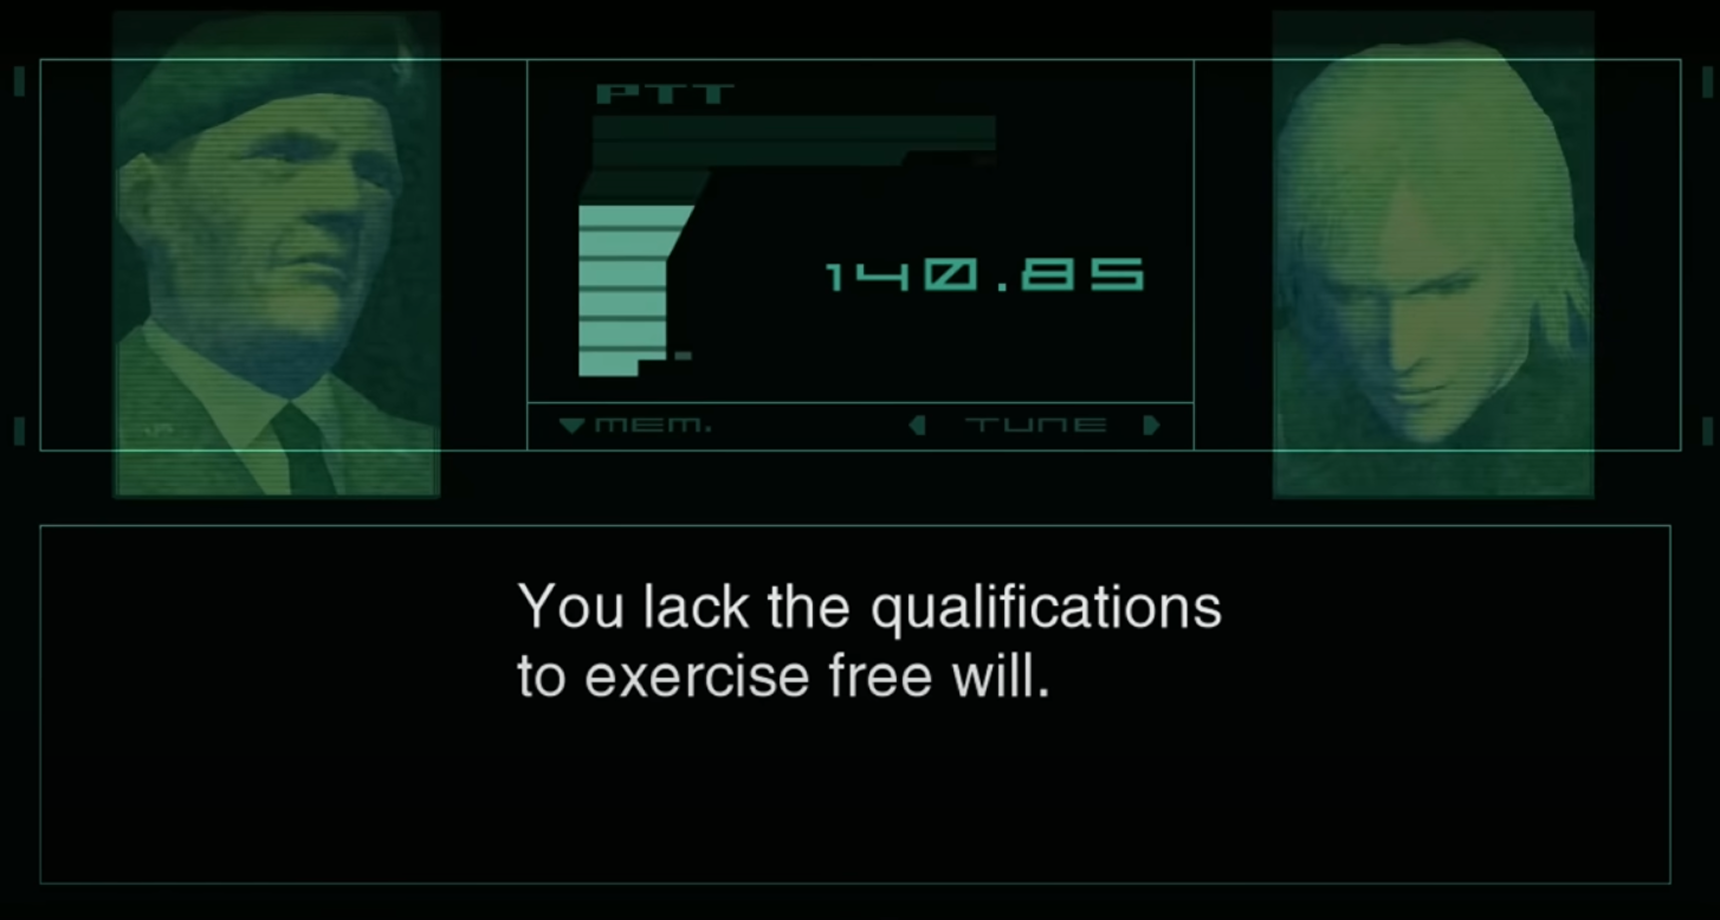 PTT
140.85
MEM.
TUNE
You lack the qualifications
to exercise free will.